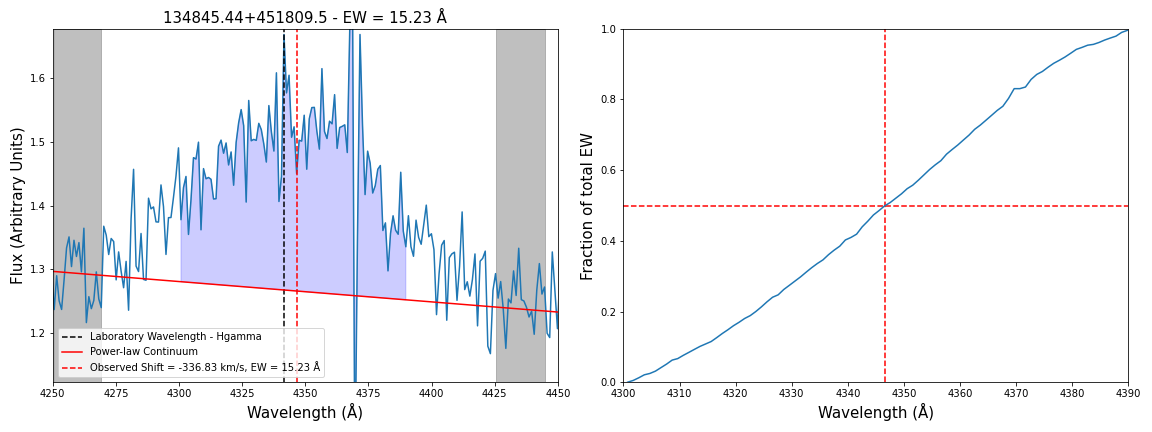 134845.44+451809.5 - EW = 15.23 Å
Flux (Arbitrary Units)
1.6
1.5
1.4
1.3
1.2
Laboratory Wavelength - Hgamma
Power-law Continuum
Observed Shift = -336.83 km/s, EW = 15.23 Å
4250 4275 4300 4325 4350 4375 4400 4425 4450
Wavelength (Å)
Fraction of total EW
1.0
0.8
0.6
0.4
0.2
0.0
4300 4310 4320 4330 4340 4350 4360 4370 4380 4390
Wavelength (Å)